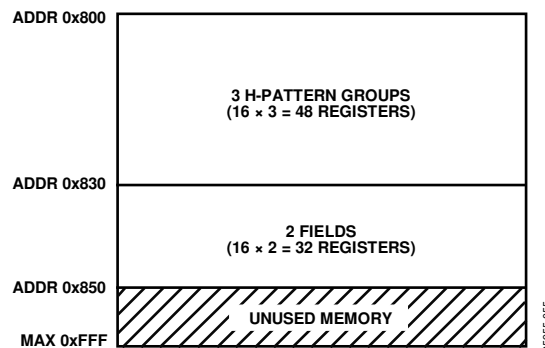 ADDR 0x800
3 H-PATTERN GROUPS
(16 × 3 = 48 REGISTERS)
ADDR 0x830
2 FIELDS
(16 × 2 = 32 REGISTERS)
ADDR 0x850
UNUSED MEMORY
MAX 0xFFF